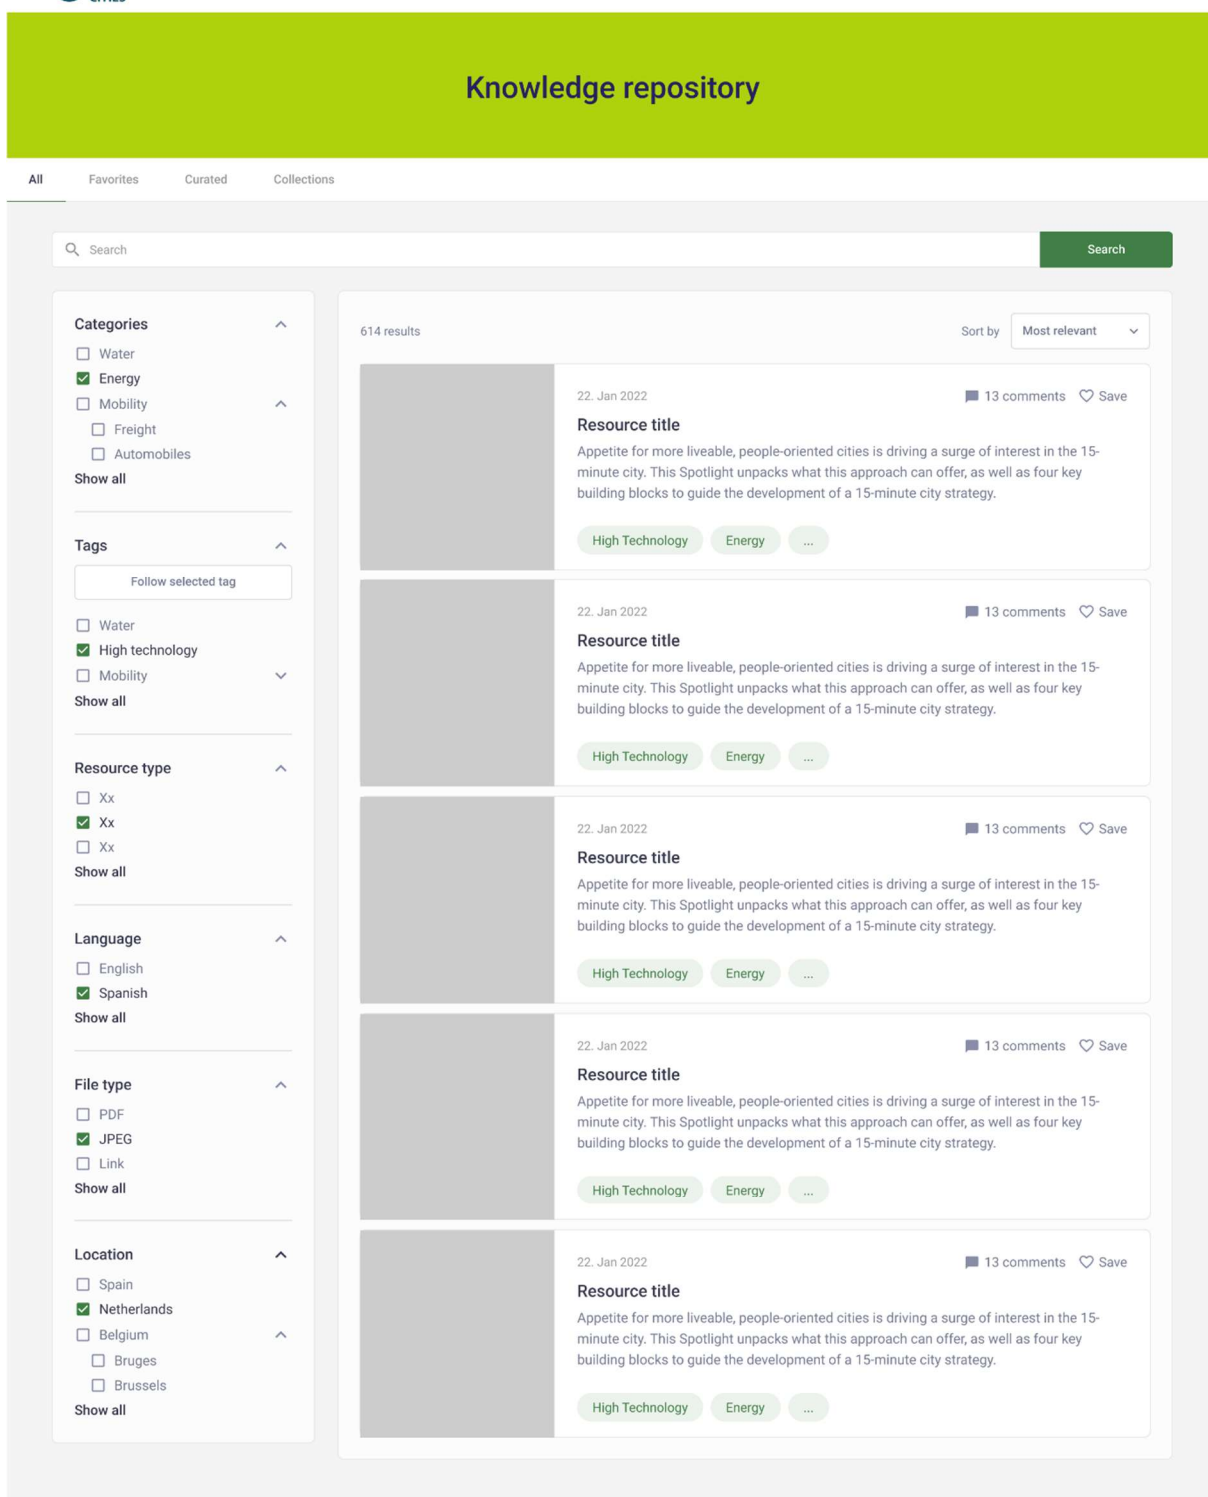 CITIES
Knowledge repository
All Favorites Curated Collections
Search Search
Categories
Water
Energy
Mobility
Freight
Automobiles
Show all
Tags
Follow selected tag
Water
High technology
Mobility
Show all
Resource type
Xx
Xx
Xx
Show all
Language
English
Spanish
Show all
File type
PDF
JPEG
Link
Show all
Location
Spain
Netherlands
Belgium
Bruges
Brussels
Show all
614 results Sort by Most relevant
22. Jan 2022 13 comments Save
Resource title
Appetite for more liveable, people-oriented cities is driving a surge of interest in the 15-
minute city. This Spotlight unpacks what this approach can offer, as well as four key
building blocks to guide the development of a 15-minute city strategy.
High Technology Energy ...
22. Jan 2022 13 comments Save
Resource title
Appetite for more liveable, people-oriented cities is driving a surge of interest in the 15-
minute city. This Spotlight unpacks what this approach can offer, as well as four key
building blocks to guide the development of a 15-minute city strategy.
High Technology Energy ...
22. Jan 2022 13 comments Save
Resource title
Appetite for more liveable, people-oriented cities is driving a surge of interest in the 15-
minute city. This Spotlight unpacks what this approach can offer, as well as four key
building blocks to guide the development of a 15-minute city strategy.
High Technology Energy ...
22. Jan 2022 13 comments Save
Resource title
Appetite for more liveable, people-oriented cities is driving a surge of interest in the 15-
minute city. This Spotlight unpacks what this approach can offer, as well as four key
building blocks to guide the development of a 15-minute city strategy.
High Technology Energy ...
22. Jan 2022 13 comments Save
Resource title
Appetite for more liveable, people-oriented cities is driving a surge of interest in the 15-
minute city. This Spotlight unpacks what this approach can offer, as well as four key
building blocks to guide the development of a 15-minute city strategy.
High Technology Energy ...